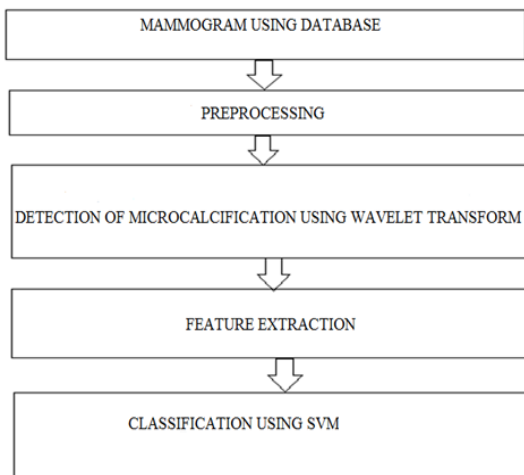 MAMMOGRAM USING DATABASE
PREPROCESSING
DETECTION OF MICROCALCIFICATION USING WAVELET TRANSFORM
FEATURE EXTRACTION
CLASSIFICATION USING SVM